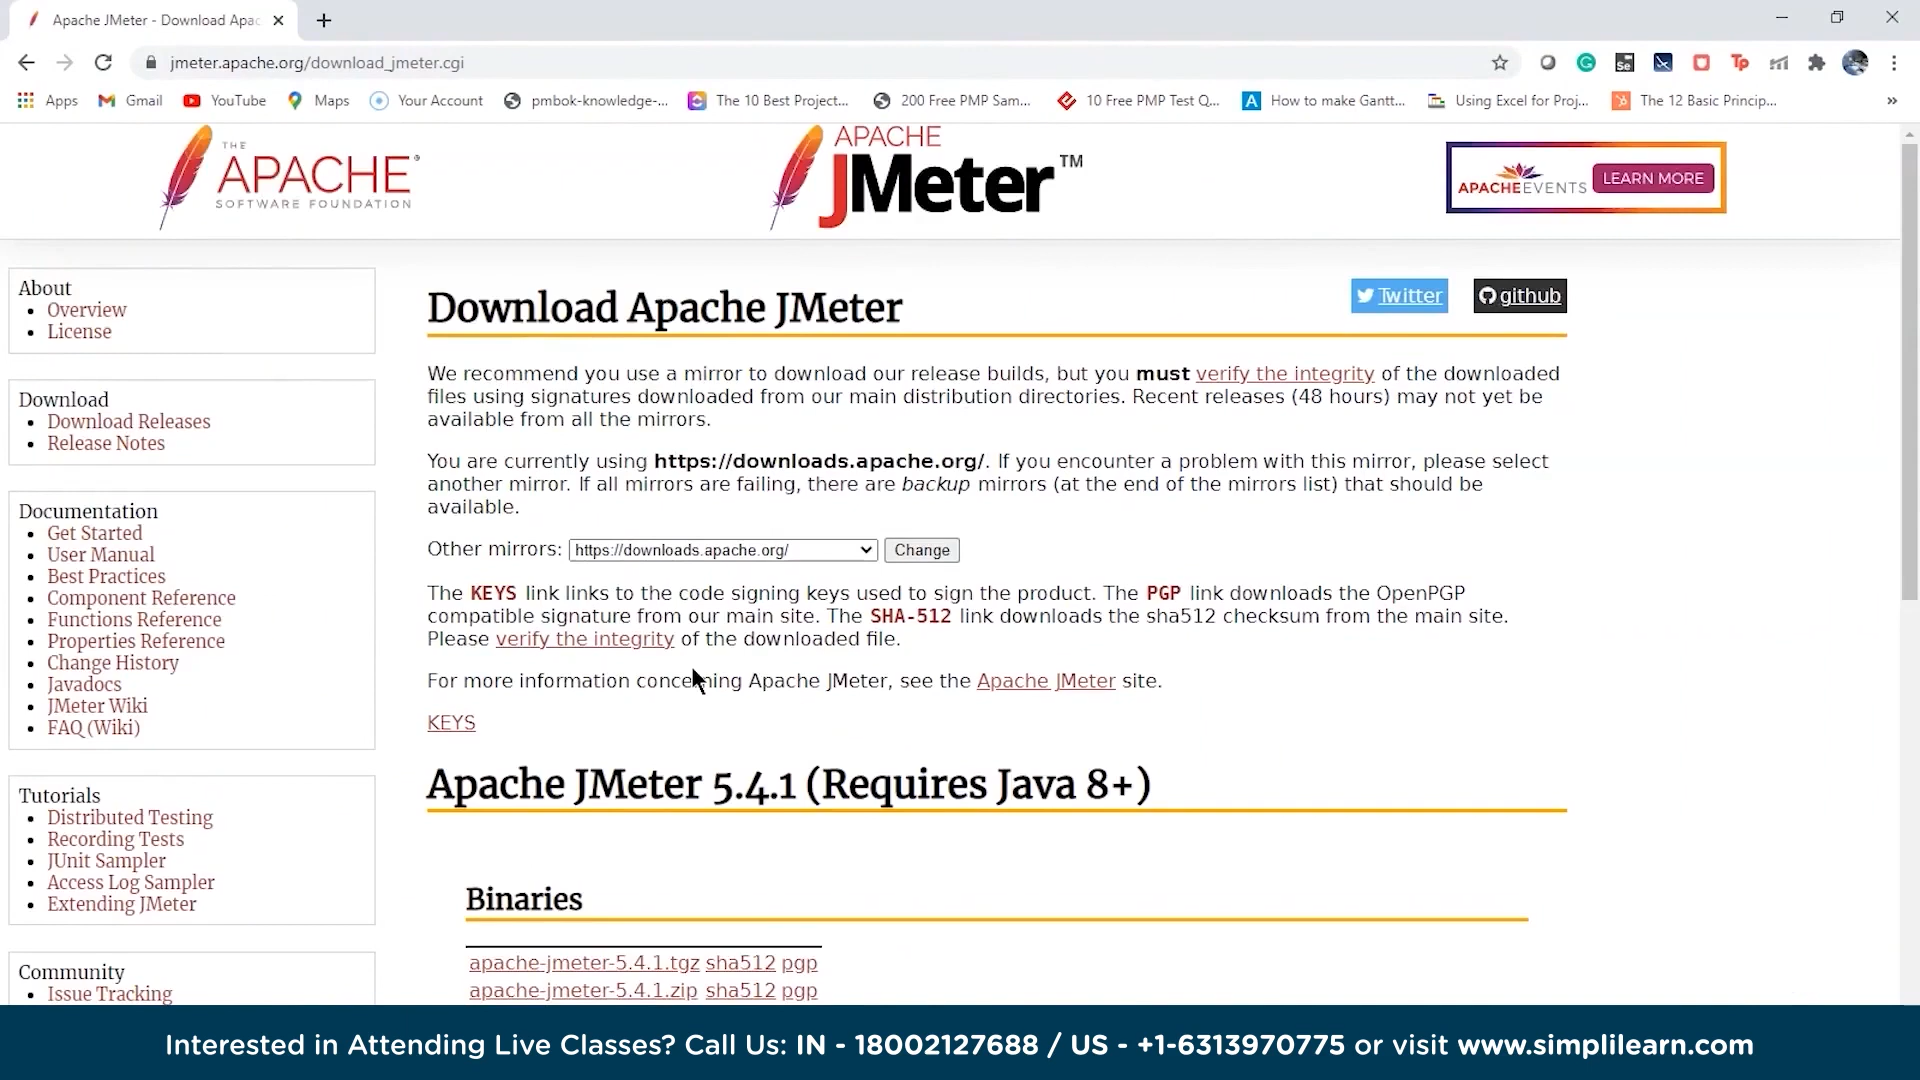 Apache JMeter - Download Apac
jmeter.apache.org/download_jmeter.cgi
Apps Gmail YouTube Maps Your Account pmbok-knowledge-... The 10 Best Project... 200 Free PMP Sam... 10 Free PMP Test Q... How to make Gantt... Using Excel for Proj... The 12 Basic Princip... »
THE
APACHE
SOFTWARE FOUNDATION
APACHE
JMeter™
APACHEEVENTS LEARN MORE
About
Overview
License
Download
Download Releases
Release Notes
Documentation
Get Started
User Manual
Best Practices
Component Reference
Functions Reference
Properties Reference
Change History
Javadocs
JMeter Wiki
FAQ (Wiki)
Tutorials
Distributed Testing
Recording Tests
JUnit Sampler
Access Log Sampler
Extending JMeter
Community
Issue Tracking
Twitter github
Download Apache JMeter
We recommend you use a mirror to download our release builds, but you must verify the integrity of the downloaded
files using signatures downloaded from our main distribution directories. Recent releases (48 hours) may not yet be
available from all the mirrors.
You are currently using https://downloads.apache.org/. If you encounter a problem with this mirror, please select
another mirror. If all mirrors are failing, there are backup mirrors (at the end of the mirrors list) that should be
available.
Other mirrors: https://downloads.apache.org/ Change
The KEYS link links to the code signing keys used to sign the product. The PGP link downloads the OpenPGP
compatible signature from our main site. The SHA-512 link downloads the sha512 checksum from the main site.
Please verify the integrity of the downloaded file.
For more information concerning Apache JMeter, see the Apache JMeter site.
KEYS
Apache JMeter 5.4.1 (Requires Java 8+)
Binaries
apache-jmeter-5.4.1.tgz sha512 pgp
apache-jmeter-5.4.1.zip sha512 pgp
Interested in Attending Live Classes? Call Us: IN - 18002127688 / US - +1-6313970775 or visit www.simplilearn.com